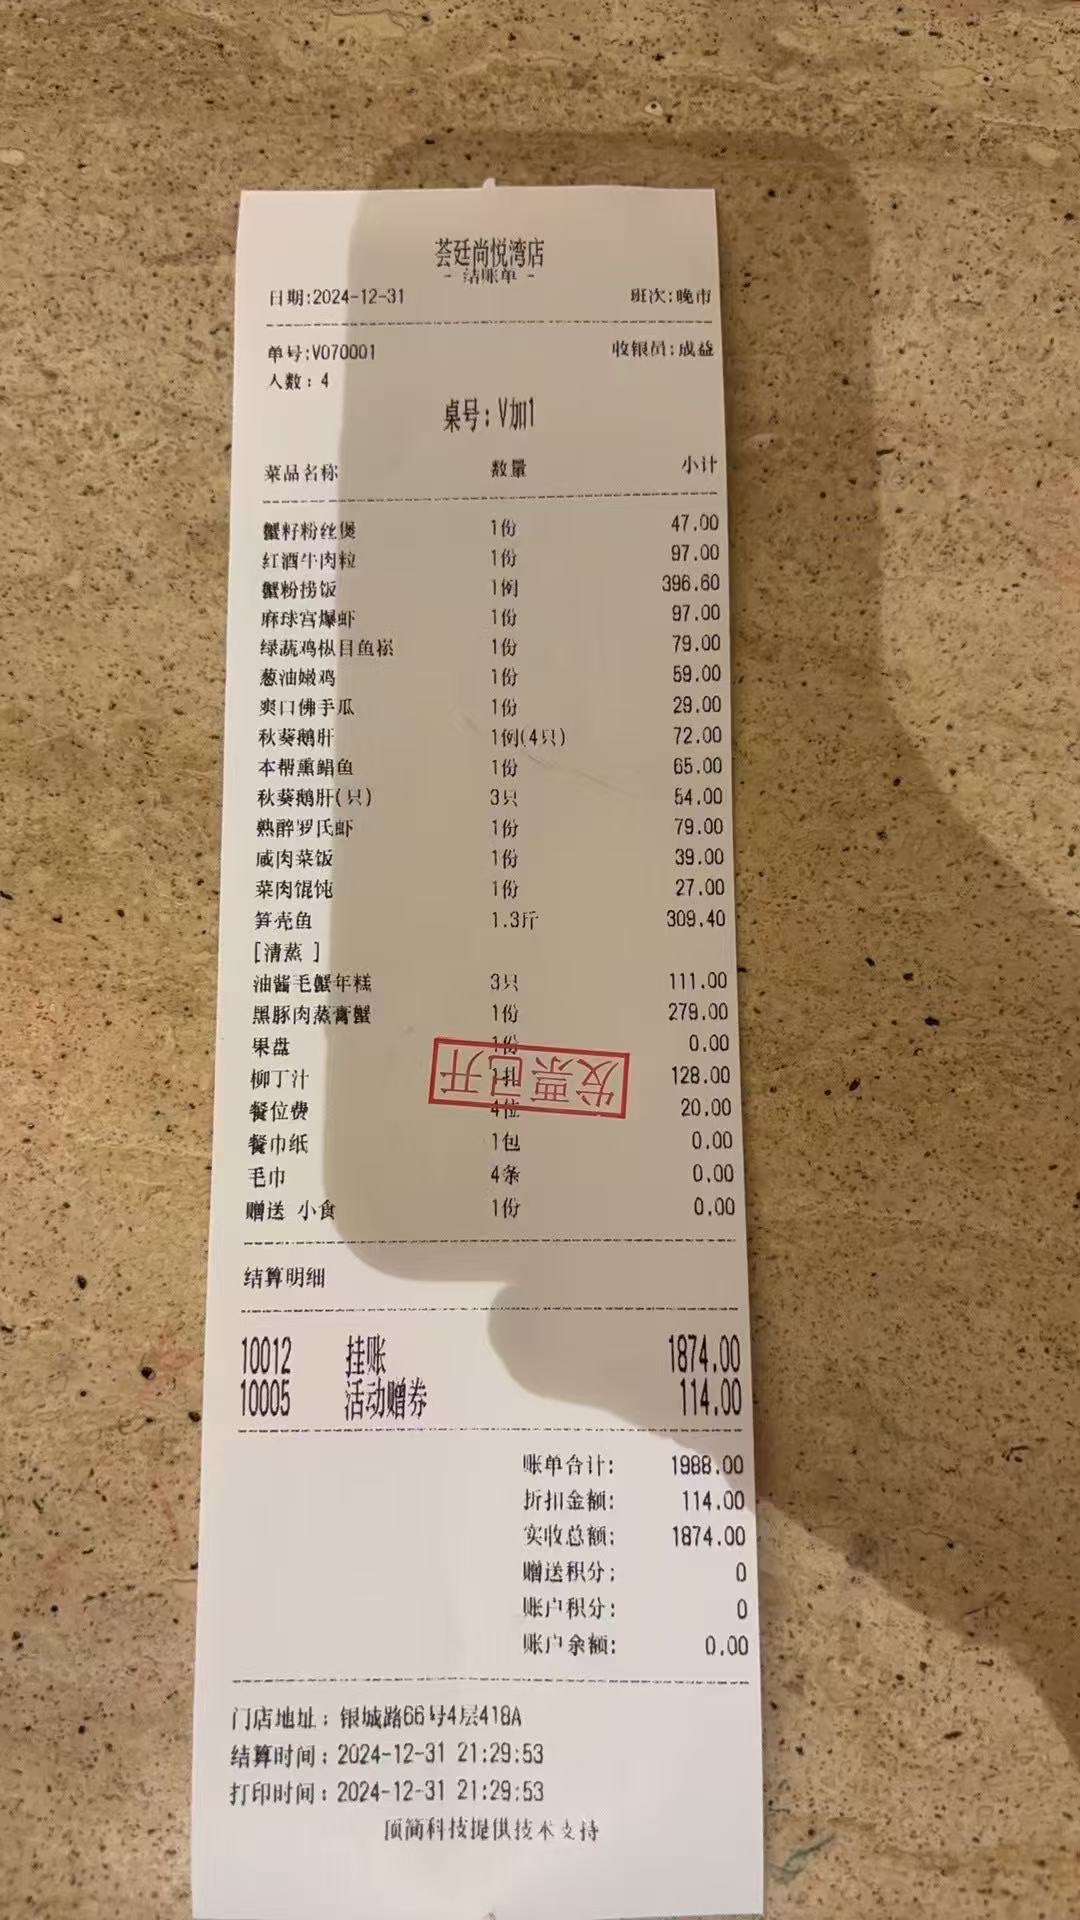 荟廷尚悦湾店
- 结账单 -
日期:2024-12-31 班次:晚市
单号:V070001 收银员:成益
人数: 4
桌号: V加1
菜品名称 数量 小计
蟹籽粉丝煲 1份 47.00
红酒牛肉粒 1份 97.00
蟹粉捞饭 1例 396.60
麻球宫爆虾 1份 97.00
绿蔬鸡枞目鱼崧 1份 79.00
葱油嫩鸡 1份 59.00
爽口佛手瓜 1份 29.00
秋葵鹅肝 1例(4只) 72.00
本帮熏鲳鱼 1份 65.00
秋葵鹅肝(只) 3只 54.00
熟醉罗氏虾 1份 79.00
咸肉菜饭 1份 39.00
菜肉馄饨 1份 27.00
笋壳鱼 1.3斤 309.40
[清蒸 ]
油酱毛蟹年糕 3只 111.00
黑豚肉蒸膏蟹 1份 279.00
果盘 1份 0.00
发票已开
柳丁汁 1扎 128.00
餐位费 4位 20.00
餐巾纸 1包 0.00
毛巾 4条 0.00
赠送 小食 1份 0.00
结算明细
10012 挂账 1874.00
10005 活动赠券 114.00
账单合计: 1988.00
折扣金额: 114.00
实收总额: 1874.00
赠送积分: 0
账户积分: 0
账户余额: 0.00
门店地址: 银城路66号4层418A
结算时间: 2024-12-31 21:29:53
打印时间: 2024-12-31 21:29:53
顶简科技提供技术支持